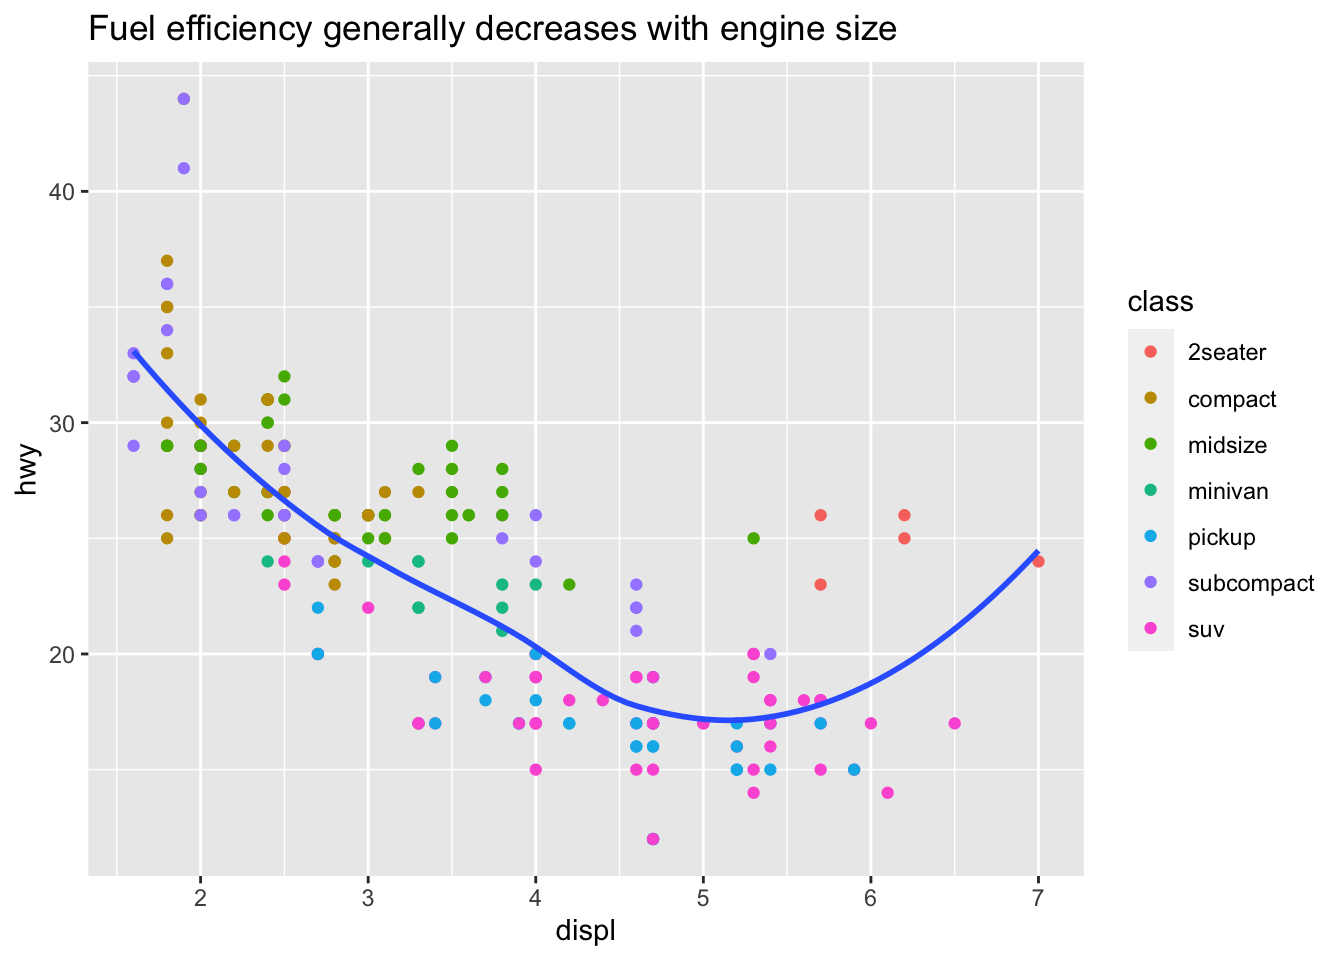 Fuel efficiency generally decreases with engine size
40
30
20
hwy
2 3 4 5 6 7
displ
class
2seater
compact
midsize
minivan
pickup
subcompact
suv